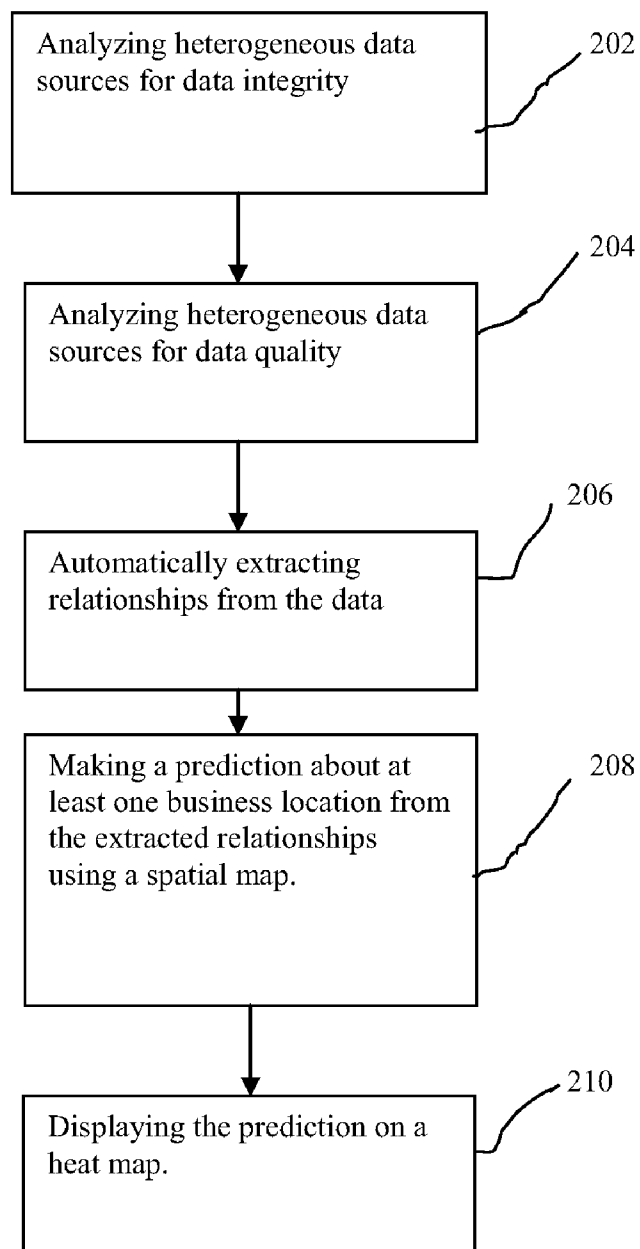 Analyzing heterogeneous data
sources for data integrity
202
204
Analyzing heterogeneous data
sources for data quality
206
Automatically extracting
relationships from the data
208
Making a prediction about at
least one business location from
the extracted relationships
using a spatial map.
210
Displaying the prediction on a
heat map.